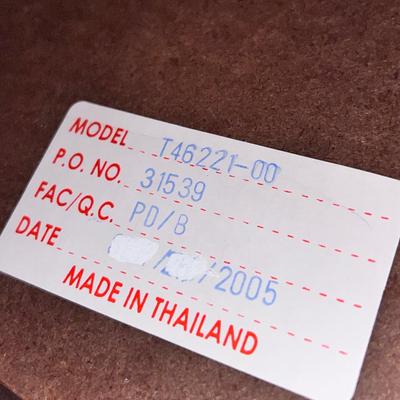 MODEL T46221-00
P.O. NO. 31539
FAC/Q.C. PD/B
DATE / /2005
MADE IN THAILAND